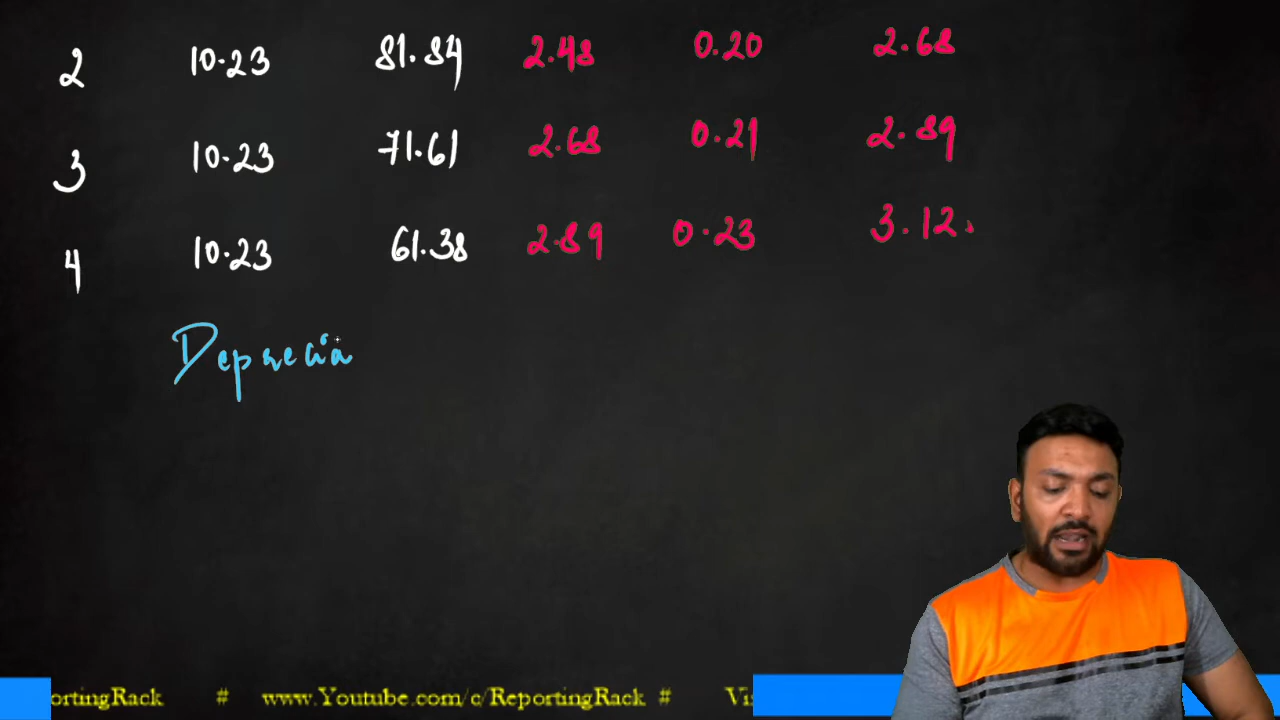 2 10.23 81.84 2.48 0.20 2.68
3 10.23 71.61 2.68 0.21 2.89
4 10.23 61.38 2.89 0.23 3.12
Deprecia
ortingRack # www.Youtube.com/c/ReportingRack #